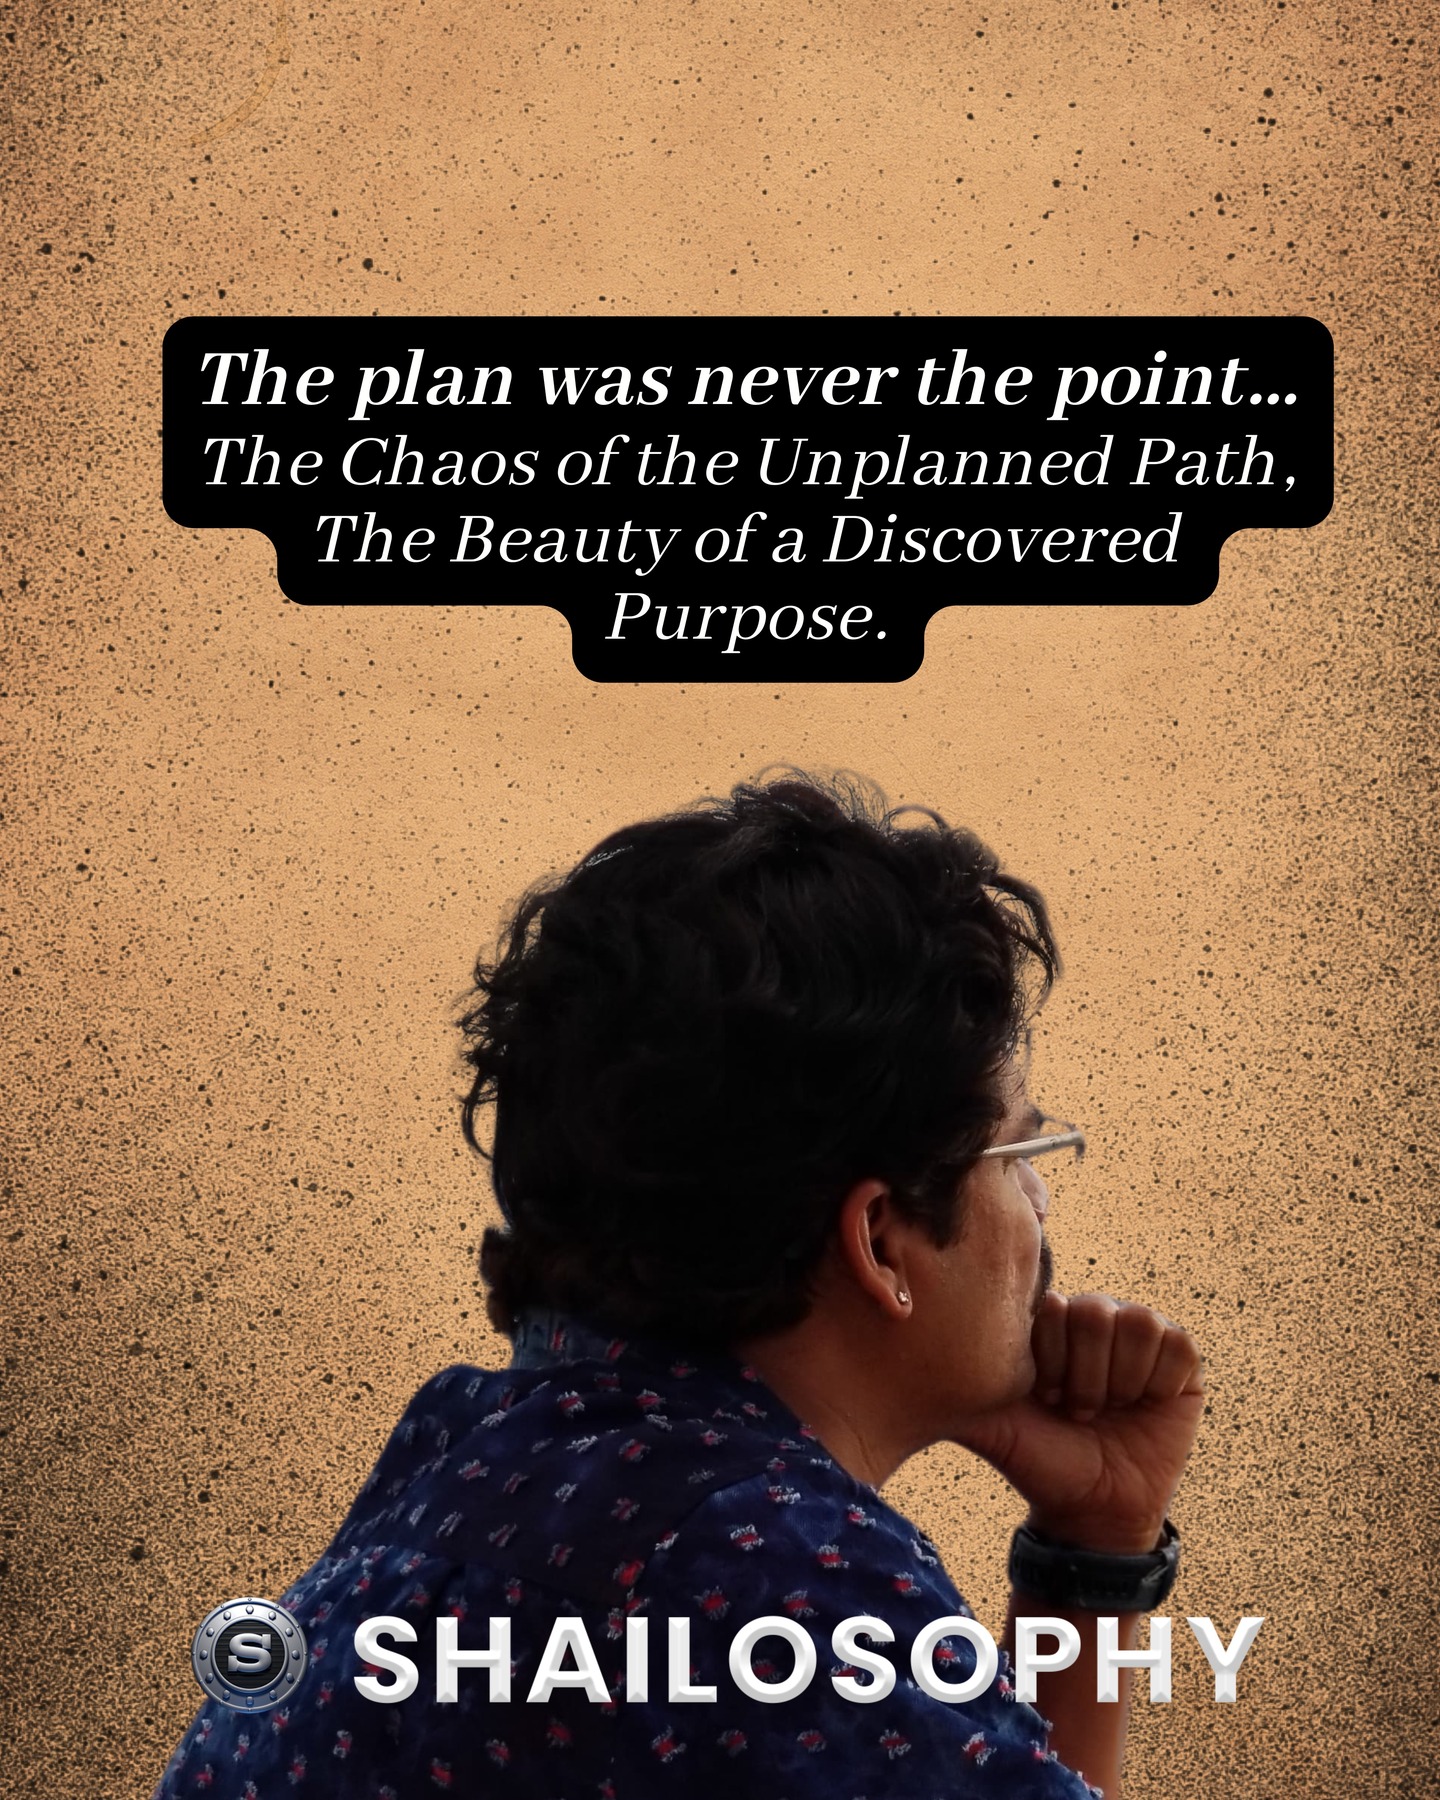 The plan was never the point...
The Chaos of the Unplanned Path,
The Beauty of a Discovered
Purpose.
S SHAILOSOPHY